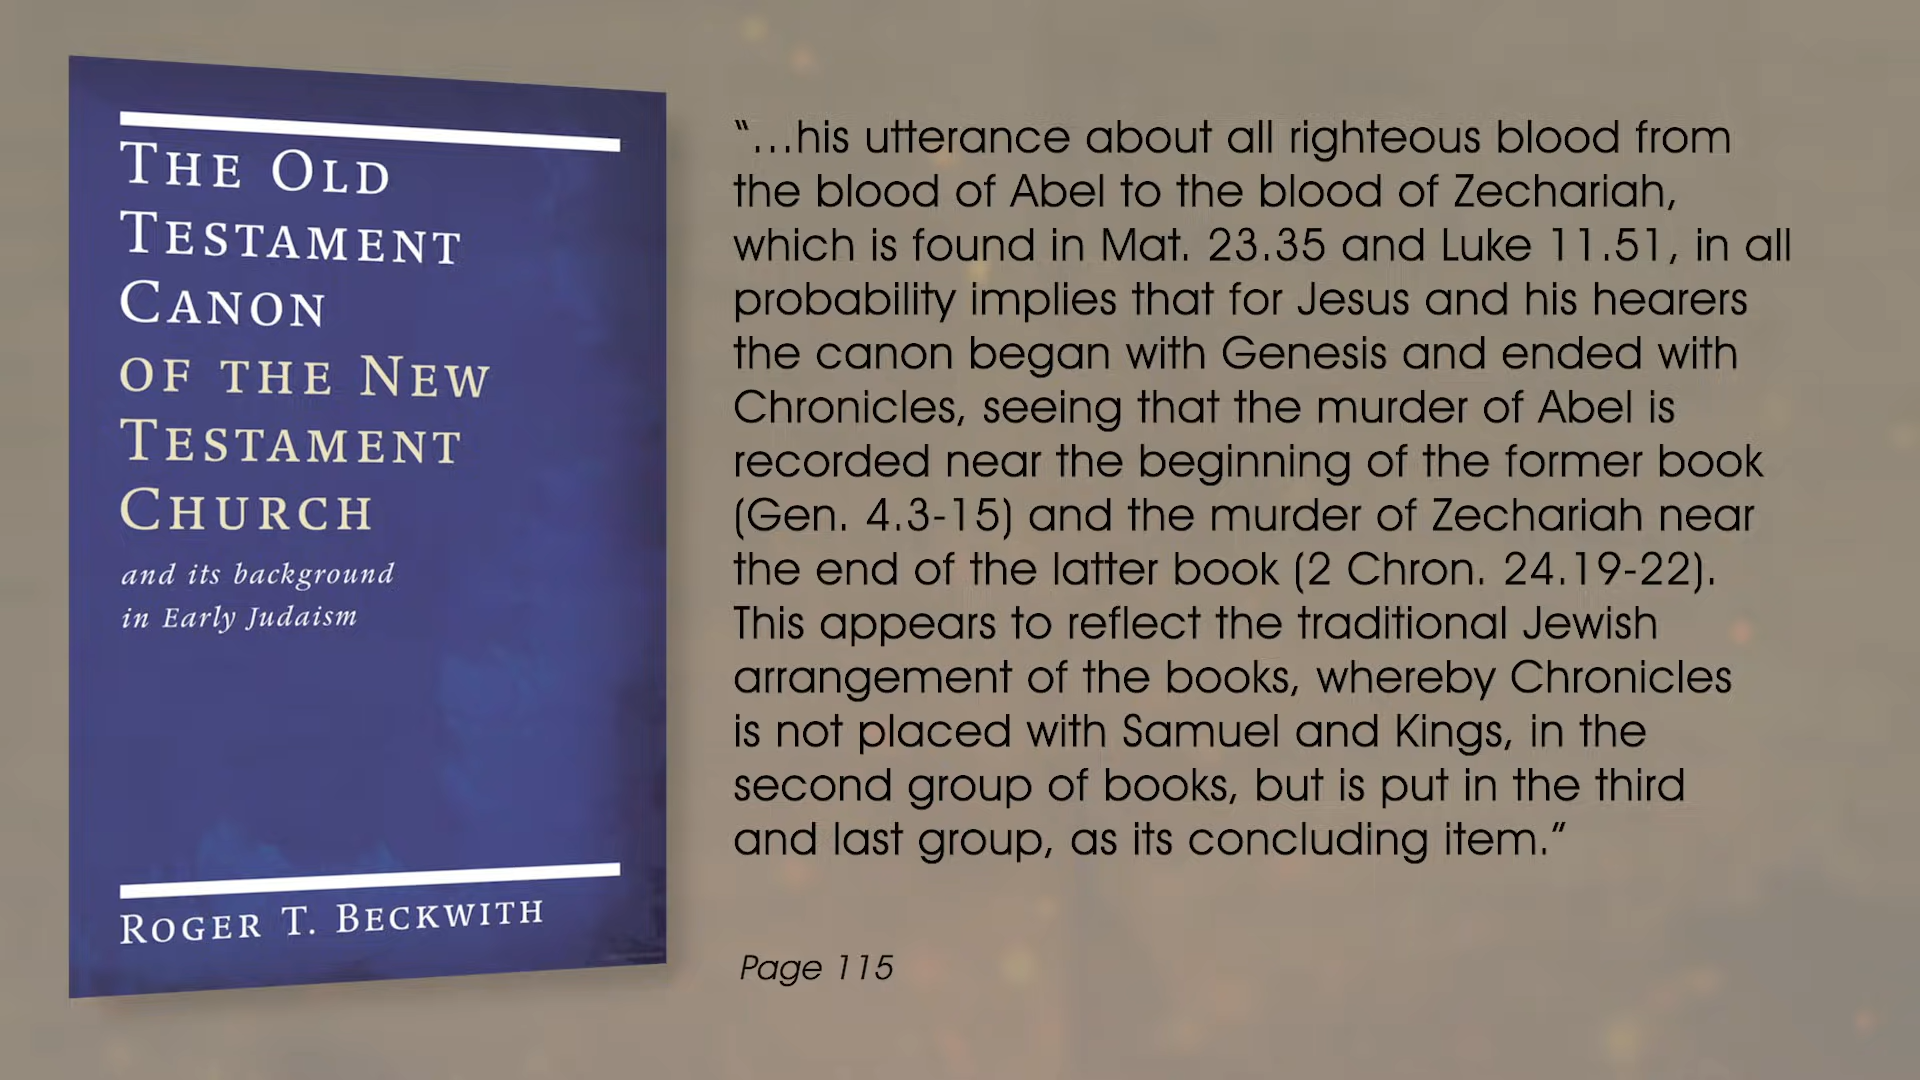 THE OLD
TESTAMENT
CANON
OF THE NEW
TESTAMENT
CHURCH
and its background
in Early Judaism
ROGER T. BECKWITH
“…his utterance about all righteous blood from
the blood of Abel to the blood of Zechariah,
which is found in Mat. 23.35 and Luke 11.51, in all
probability implies that for Jesus and his hearers
the canon began with Genesis and ended with
Chronicles, seeing that the murder of Abel is
recorded near the beginning of the former book
(Gen. 4.3-15) and the murder of Zechariah near
the end of the latter book (2 Chron. 24.19-22).
This appears to reflect the traditional Jewish
arrangement of the books, whereby Chronicles
is not placed with Samuel and Kings, in the
second group of books, but is put in the third
and last group, as its concluding item.”
Page 115